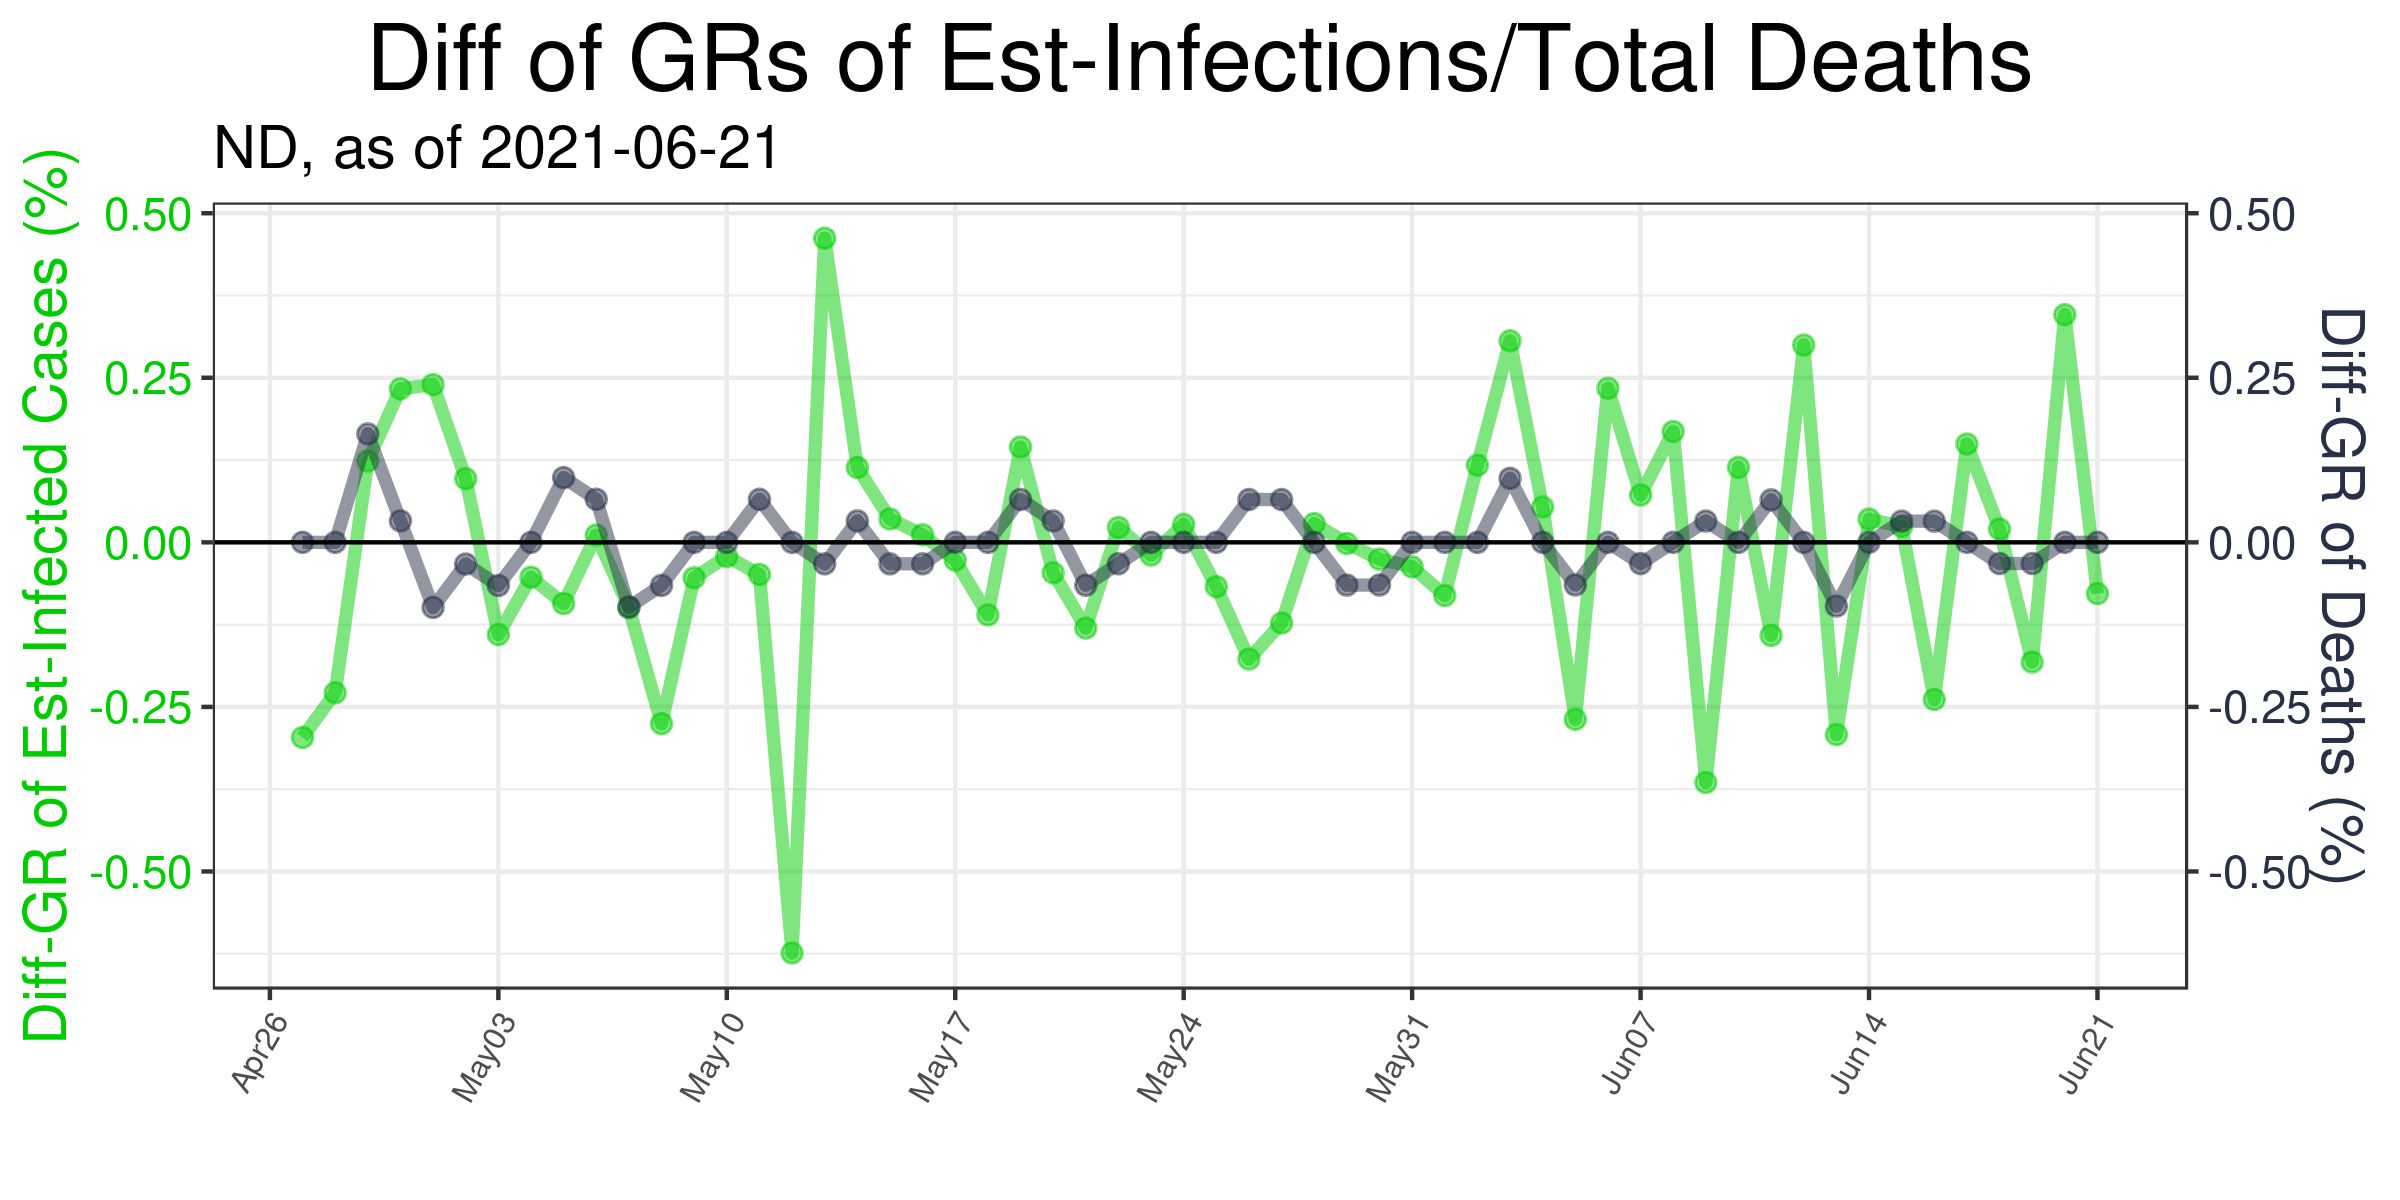 Diff of GRs of Est-Infections/Total Deaths
ND, as of 2021-06-21
Diff-GR of Est-Infected Cases (%)
0.50
0.25
0.00
-0.25
-0.50
0.50
0.25
0.00
-0.25
-0.50
Diff-GR of Deaths (%)
Apr26
May03
May10
May17
May24
May31
Jun07
Jun14
Jun21